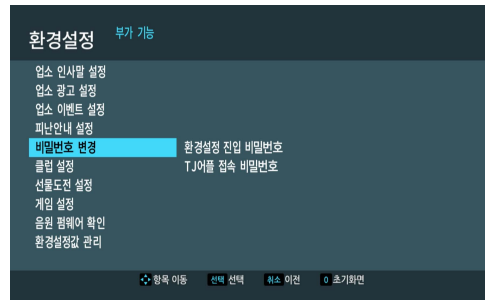 환경설정 부가 기능
업소 인사말 설정
업소 광고 설정
업소 이벤트 설정
피난안내 설정
비밀번호 변경 환경설정 진입 비밀번호
클럽 설정 TJ어플 접속 비밀번호
선물도전 설정
게임 설정
음원 펌웨어 확인
환경설정값 관리
항목 이동 선택 선택 취소 이전 0 초기화면